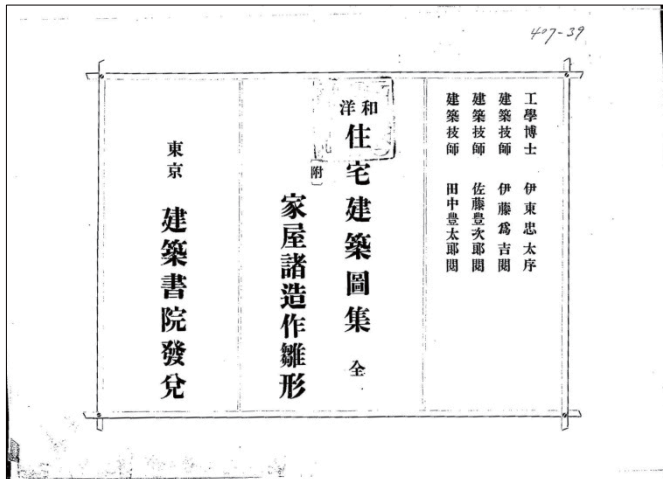 407-39
工學博士 伊東忠太序
建築技師 伊藤爲吉閱
建築技師 佐藤豊次郎閱
建築技師 田中豊太郎閱
和洋
住宅建築圖集 全
附
家屋諸造作雛形
東京 建築書院發兌